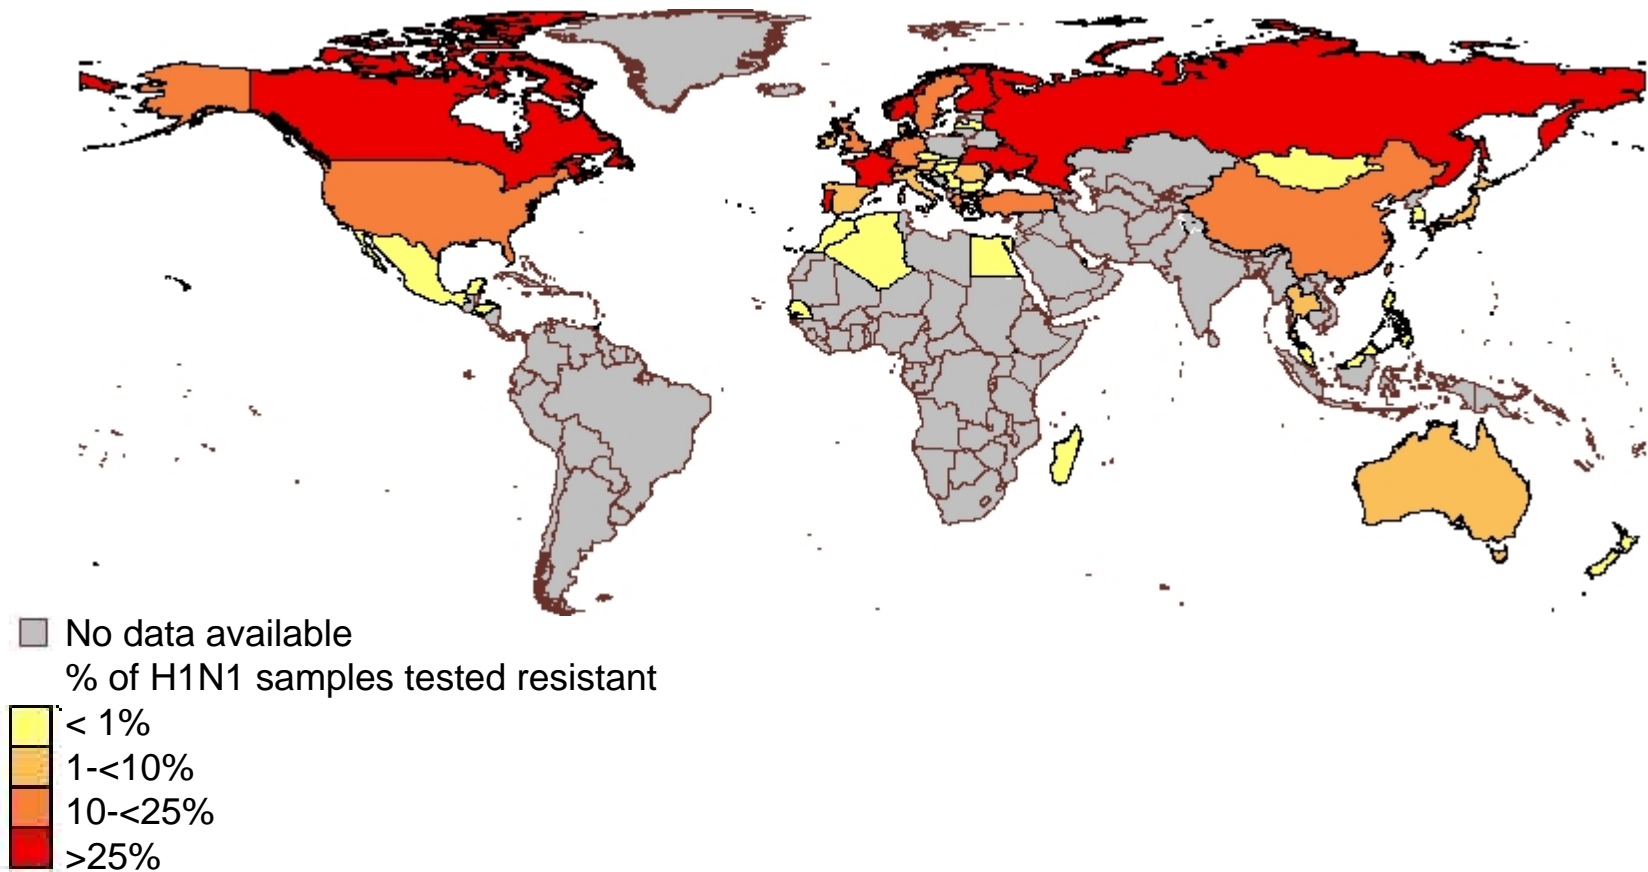 No data available
% of H1N1 samples tested resistant
< 1%
1-<10%
10-<25%
>25%